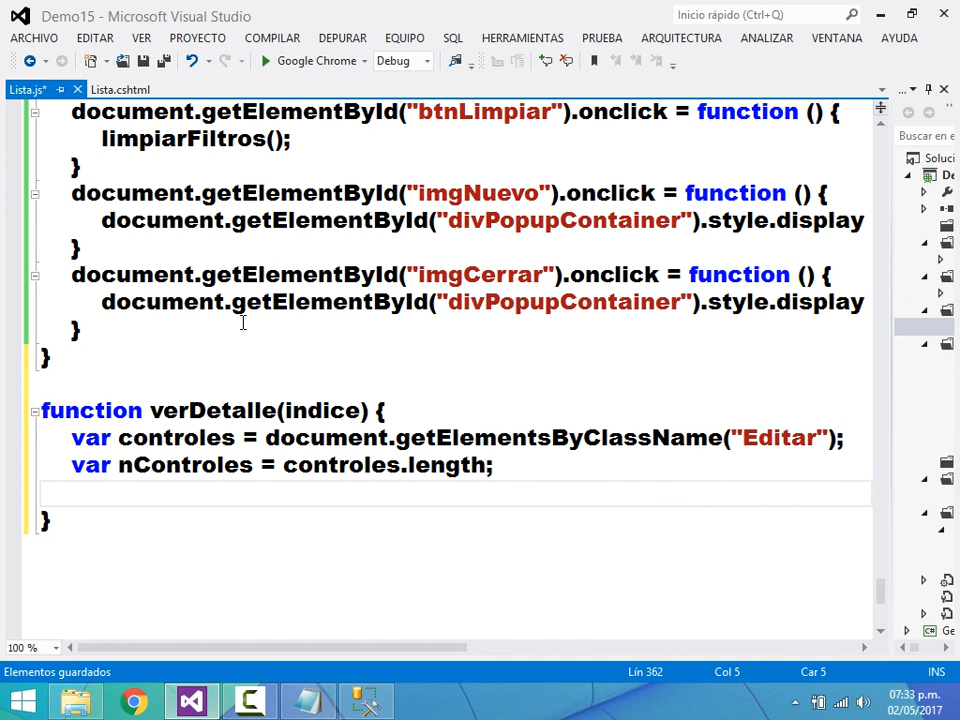 Demo15 - Microsoft Visual Studio
Inicio rápido (Ctrl+Q)
ARCHIVO EDITAR VER PROYECTO COMPILAR DEPURAR EQUIPO SQL HERRAMIENTAS PRUEBA ARQUITECTURA ANALIZAR VENTANA AYUDA
Google Chrome Debug
Lista.js* Lista.cshtml
Buscar en e
Soluci
De
Ge
document.getElementById("btnLimpiar").onclick = function () {
limpiarFiltros();
}
document.getElementById("imgNuevo").onclick = function () {
document.getElementById("divPopupContainer").style.display
}
document.getElementById("imgCerrar").onclick = function () {
document.getElementById("divPopupContainer").style.display
}
}
function verDetalle(indice) {
var controles = document.getElementsByClassName("Editar");
var nControles = controles.length;
}
100 %
Elementos guardados Lín 362 Col 5 Car 5 INS
07:33 p.m.
02/05/2017